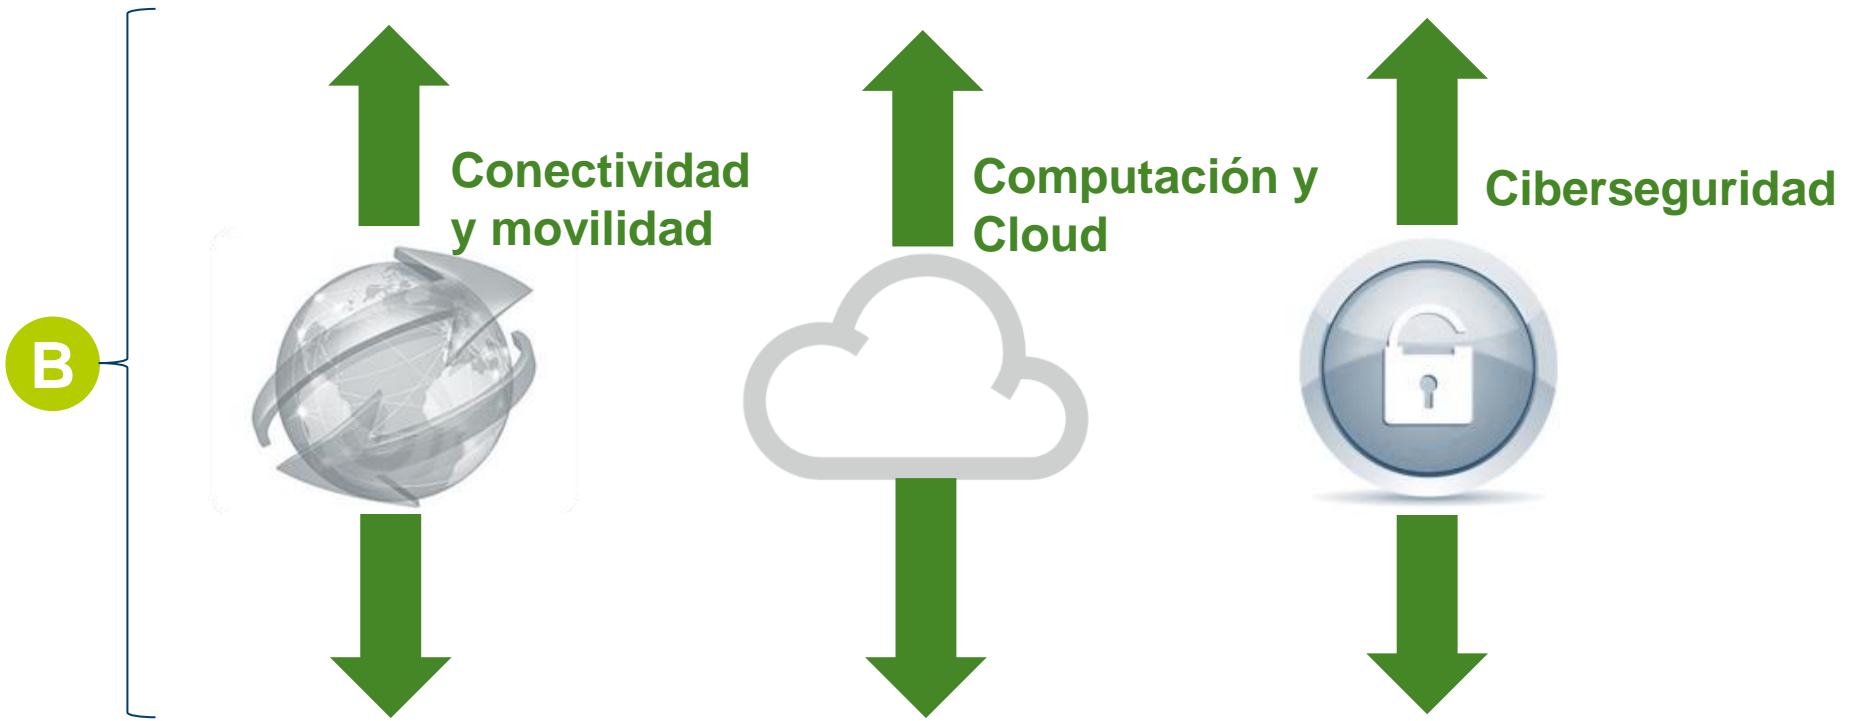 Conectividad
y movilidad
Computación y
Cloud
Ciberseguridad
B